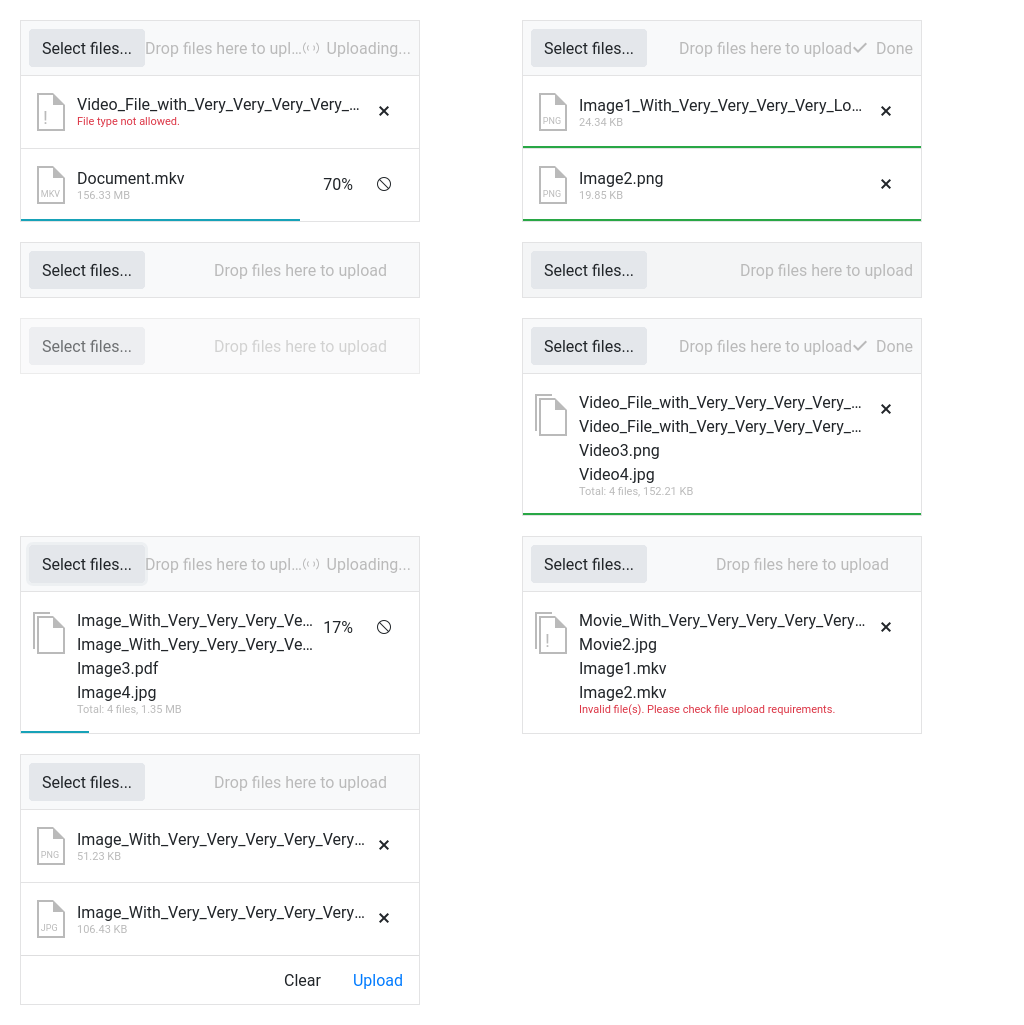 Select files... Drop files here to upl... Uploading...
Video_File_with_Very_Very_Very_Very_...
File type not allowed.
!
MKV
Document.mkv
156.33 MB
70%
Select files... Drop files here to upload Done
PNG
Image1_With_Very_Very_Very_Very_Lo...
24.34 KB
PNG
Image2.png
19.85 KB
Select files... Drop files here to upload
Select files... Drop files here to upload
Select files... Drop files here to upload
Select files... Drop files here to upload Done
Video_File_with_Very_Very_Very_Very_...
Video_File_with_Very_Very_Very_Very_...
Video3.png
Video4.jpg
Total: 4 files, 152.21 KB
Select files... Drop files here to upl... Uploading...
Image_With_Very_Very_Very_Ve...
17%
Image_With_Very_Very_Very_Ve...
Image3.pdf
Image4.jpg
Total: 4 files, 1.35 MB
Select files... Drop files here to upload
!
Movie_With_Very_Very_Very_Very_Very...
Movie2.jpg
Image1.mkv
Image2.mkv
Invalid file(s). Please check file upload requirements.
Select files... Drop files here to upload
PNG
Image_With_Very_Very_Very_Very_Very...
51.23 KB
JPG
Image_With_Very_Very_Very_Very_Very...
106.43 KB
Clear Upload